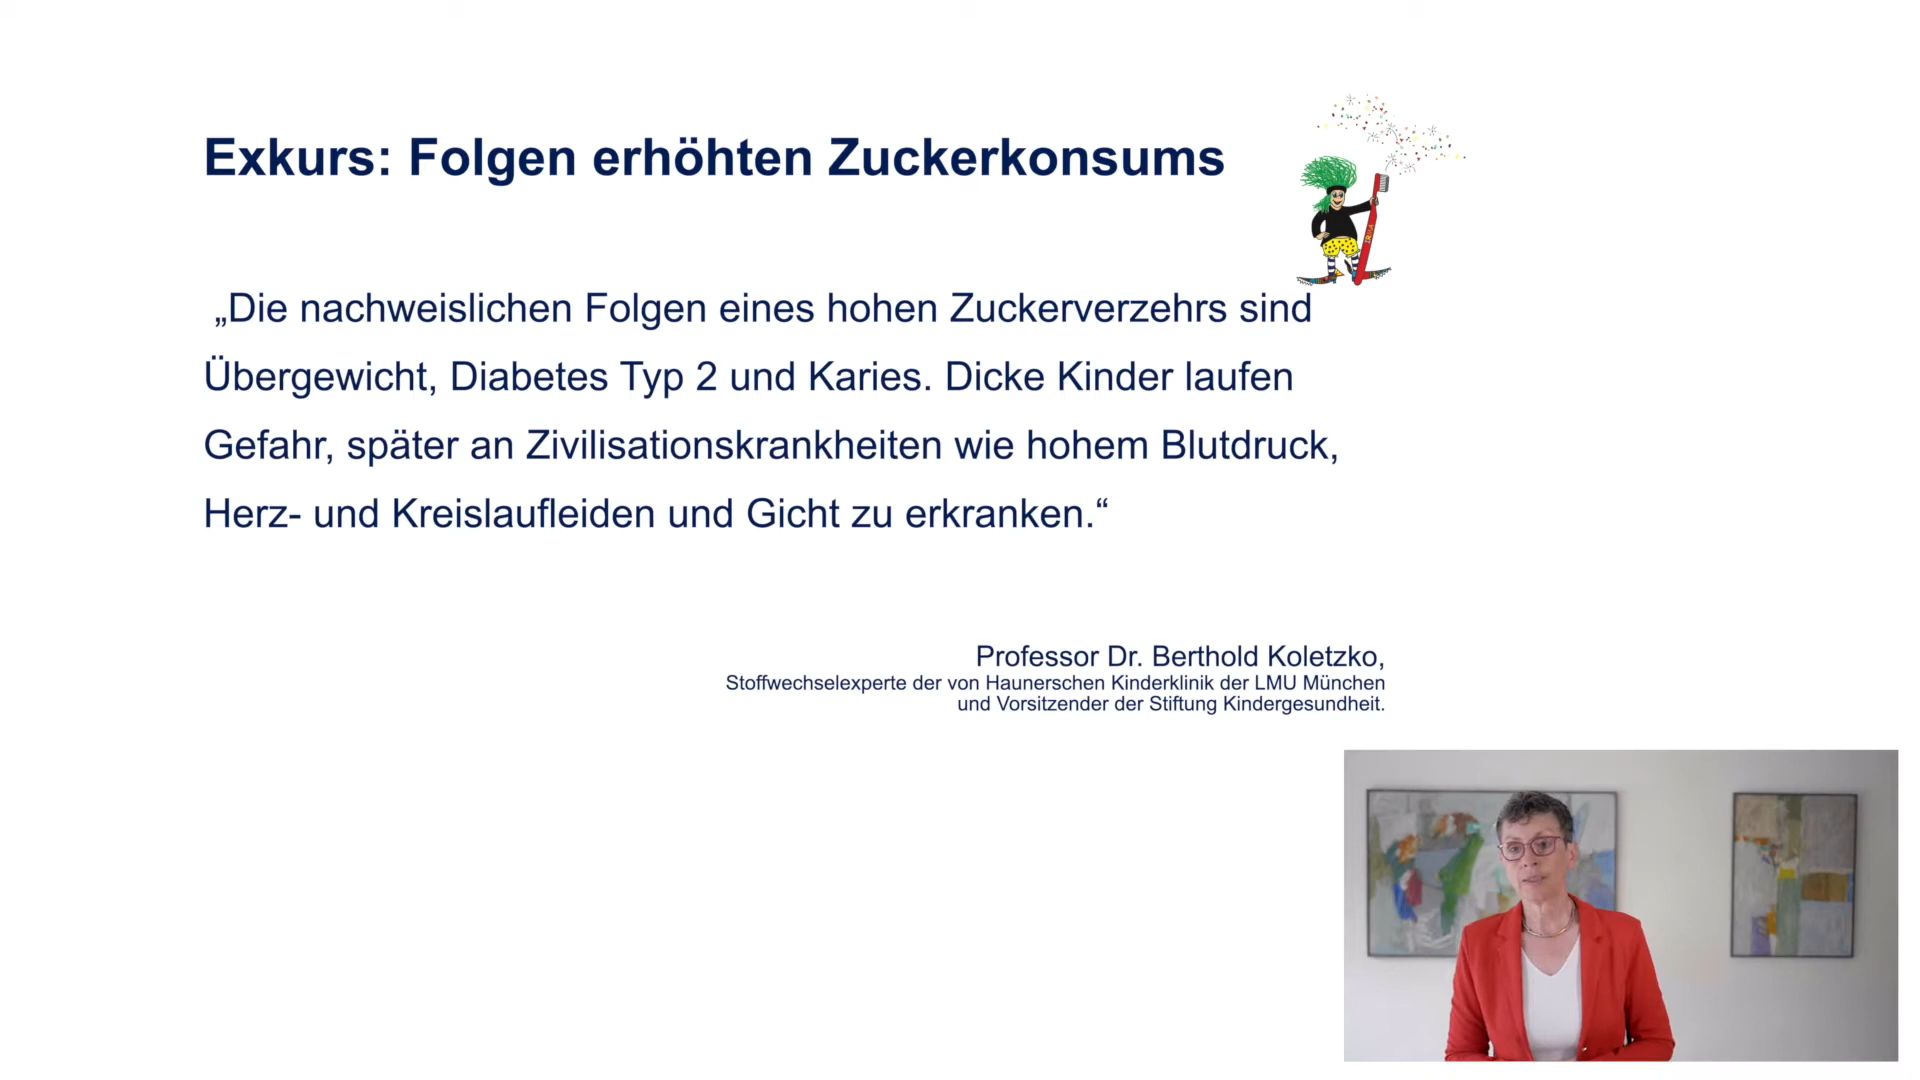 Exkurs: Folgen erhöhten Zuckerkonsums
„Die nachweislichen Folgen eines hohen Zuckerverzehrs sind
Übergewicht, Diabetes Typ 2 und Karies. Dicke Kinder laufen
Gefahr, später an Zivilisationskrankheiten wie hohem Blutdruck,
Herz- und Kreislaufleiden und Gicht zu erkranken.“
Professor Dr. Berthold Koletzko,
Stoffwechselexperte der von Haunerschen Kinderklinik der LMU München
und Vorsitzender der Stiftung Kindergesundheit.